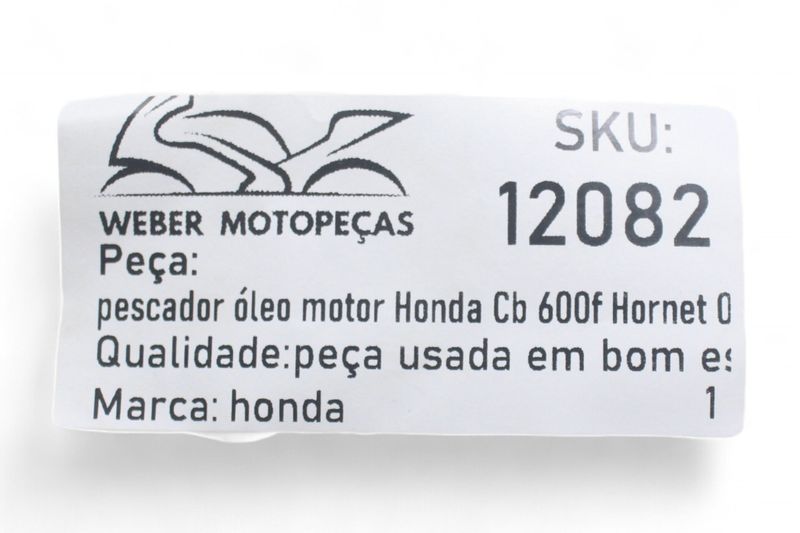 WEBER MOTOPEÇAS
SKU:
12082
Peça:
pescador óleo motor Honda Cb 600f Hornet 0
Qualidade:peça usada em bom es
Marca: honda
1